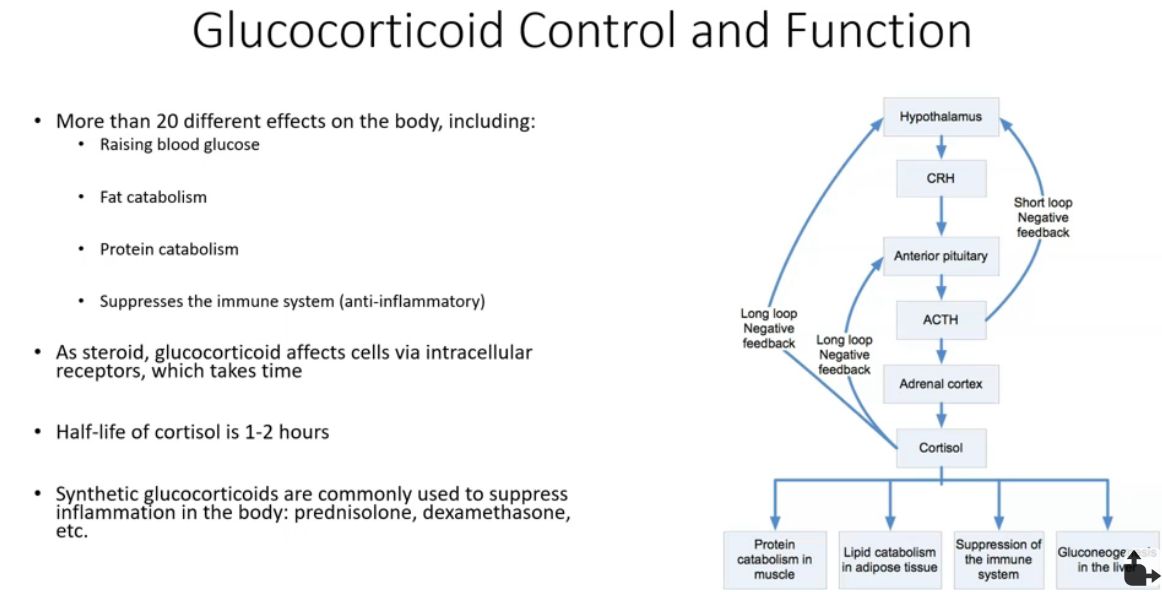 Glucocorticoid Control and Function
• More than 20 different effects on the body, including:
• Raising blood glucose
• Fat catabolism
• Protein catabolism
• Suppresses the immune system (anti-inflammatory)
• As steroid, glucocorticoid affects cells via intracellular
receptors, which takes time
• Half-life of cortisol is 1-2 hours
• Synthetic glucocorticoids are commonly used to suppress
inflammation in the body: prednisolone, dexamethasone,
etc.
Hypothalamus
CRH
Short loop
Negative
feedback
Anterior pituitary
Long loop
Negative
feedback
ACTH
Long loop
Negative
feedback
Adrenal cortex
Cortisol
Protein
catabolism in
muscle
Lipid catabolism
in adipose tissue
Suppression of
the immune
system
Gluconeogenesis
in the liver